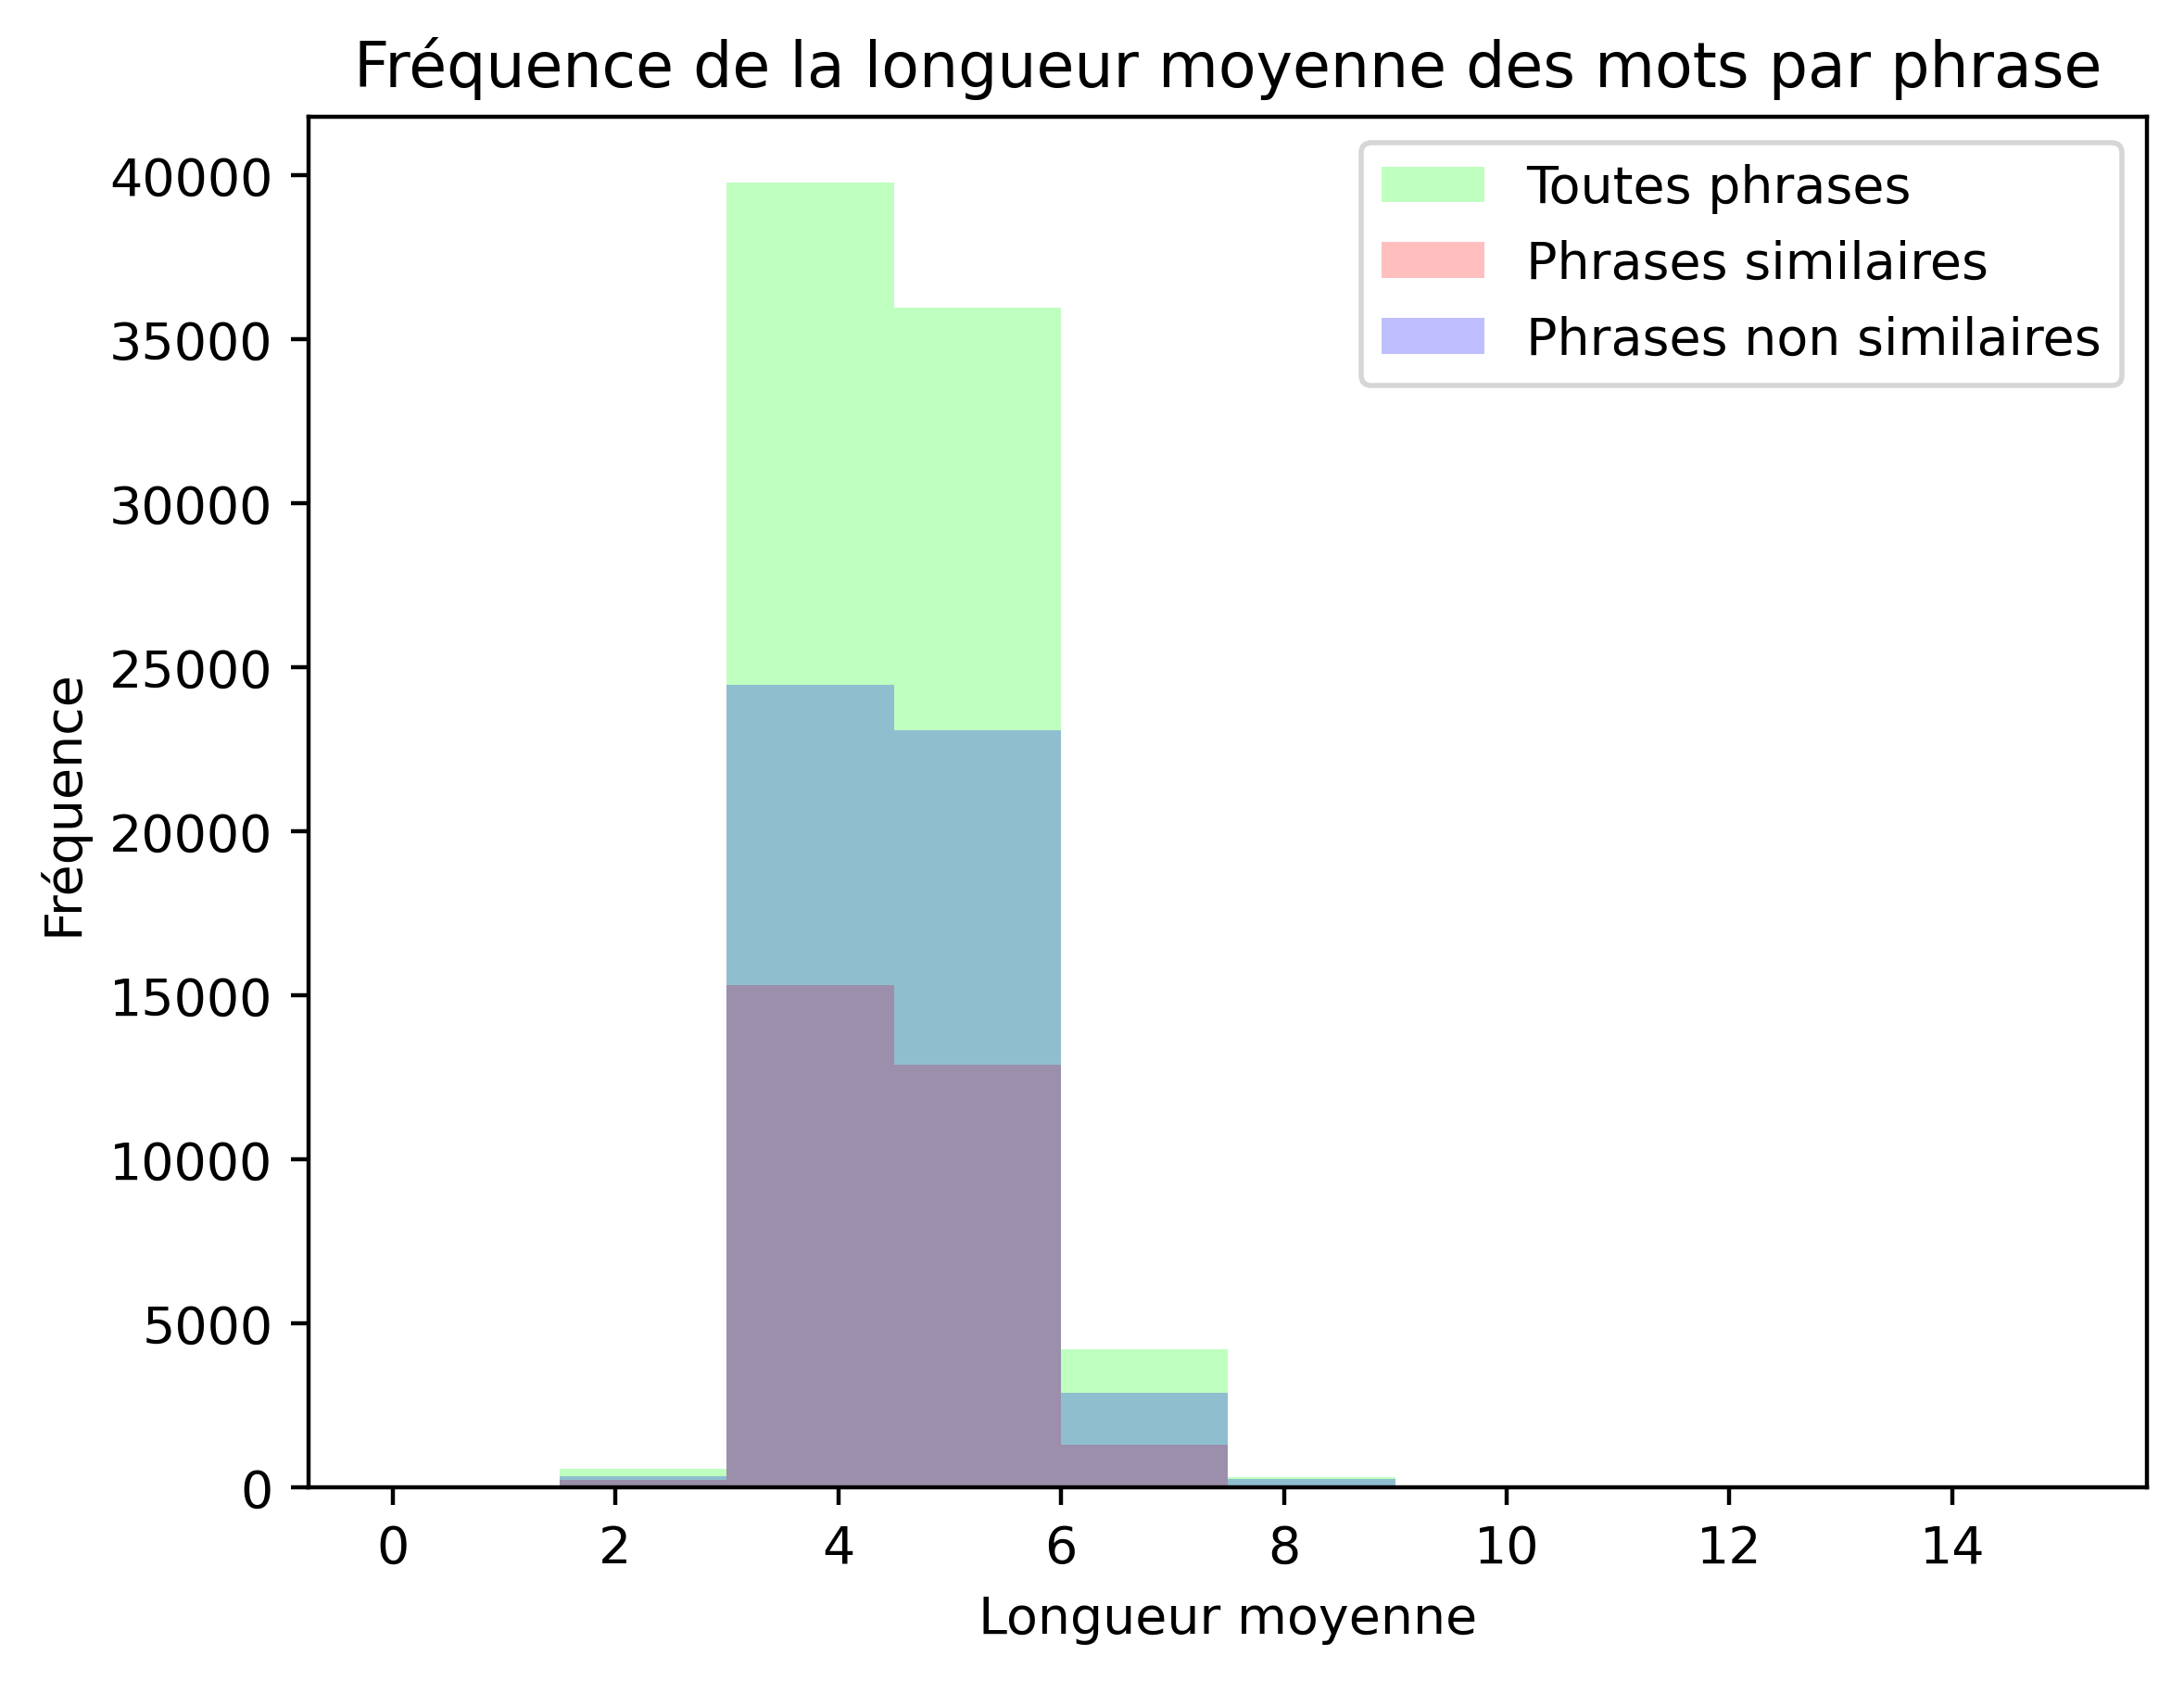 Fréquence de la longueur moyenne des mots par phrase
Toutes phrases
Phrases similaires
Phrases non similaires
Fréquence
40000
35000
30000
25000
20000
15000
10000
5000
0
0 2 4 6 8 10 12 14
Longueur moyenne